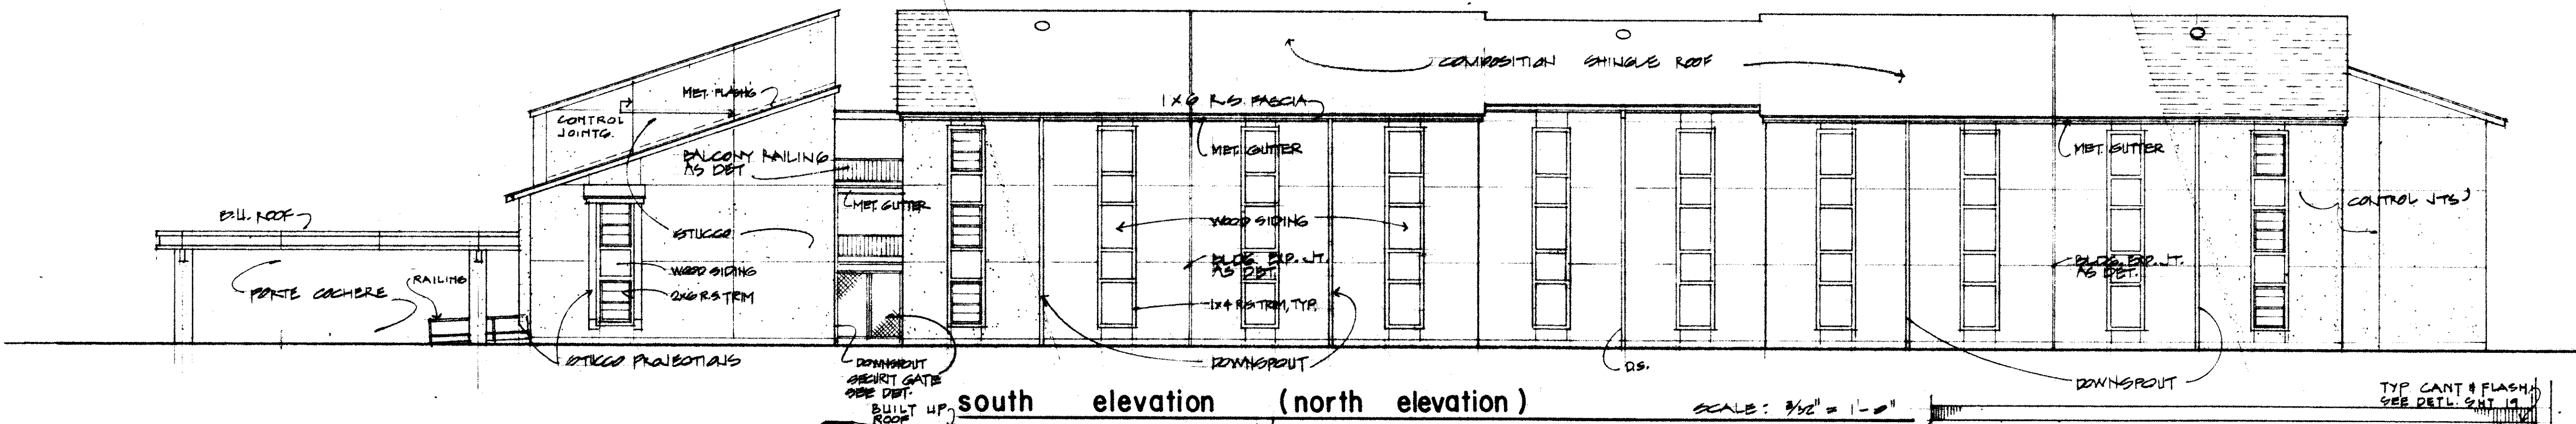 COMPOSITION SHINGLE ROOF
MET. FLASHG
1 X 6 R.S. FASCIA
CONTROL
JOINTG.
BALCONY RAILING
AS DET
MET. GUTTER
MET. GUTTER
MET. GUTTER
CONTROL JTS
B.U. ROOF
STUCCO
WOOD SIDING
BLDG. EXP. JT.
AS DET.
BLDG. EXP. JT.
AS DET.
WOOD SIDING
2X6 R.S. TRIM
RAILING
PORTE COCHERE
1X4 R.S. TRIM, TYP.
STUCCO PROJECTIONS
DOWNSPOUT
SECURIT GATE
SEE DET.
DOWNSPOUT
D.S.
DOWNSPOUT
BUILT UP
ROOF
south elevation (north elevation)
SCALE: 3/32" = 1'-0"
TYP CANT & FLASH
SEE DETL. SHT 19